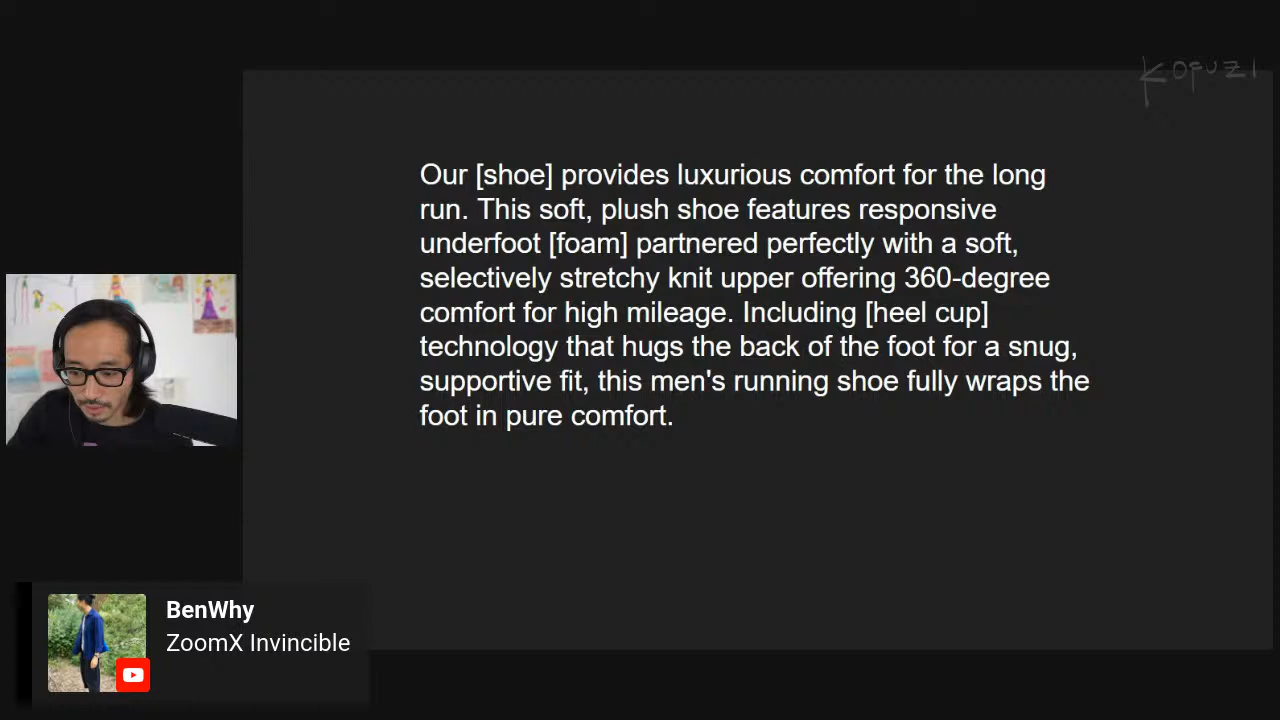 KOFUZI
Our [shoe] provides luxurious comfort for the long
run. This soft, plush shoe features responsive
underfoot [foam] partnered perfectly with a soft,
selectively stretchy knit upper offering 360-degree
comfort for high mileage. Including [heel cup]
technology that hugs the back of the foot for a snug,
supportive fit, this men's running shoe fully wraps the
foot in pure comfort.
BenWhy
ZoomX Invincible